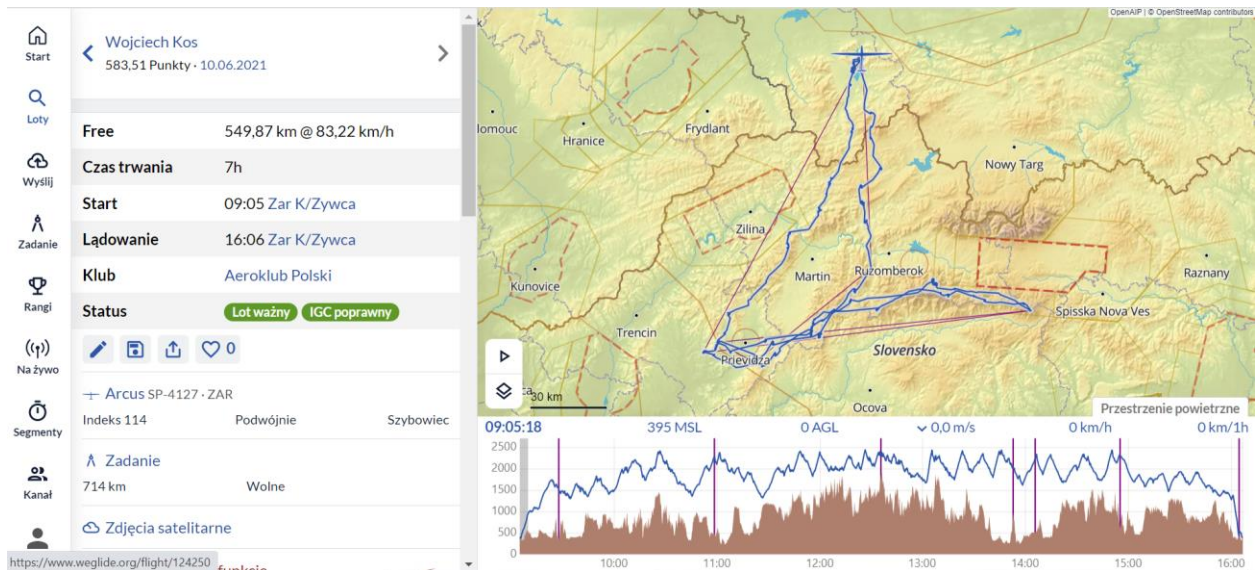 Start
Loty
Wyślij
Zadanie
Rangi
Na żywo
Segmenty
Kanał
Wojciech Kos
583,51 Punkty · 10.06.2021
Free 549,87 km @ 83,22 km/h
Czas trwania 7h
Start 09:05 Zar K/Zywca
Lądowanie 16:06 Zar K/Zywca
Klub Aeroklub Polski
Status Lot ważny IGC poprawny
0
Arcus SP-4127 · ZAR
Indeks 114 Podwójnie Szybowiec
Zadanie
714 km Wolne
Zdjęcia satelitarne
funkcje
https://www.weglide.org/flight/124250
OpenAIP | © OpenStreetMap contributors
lomouc
Hranice
Frydlant
Nowy Targ
Zilina
Martin
Ruzomberok
Raznany
Kunovice
Spisska Nova Ves
Trencin
Prievidza
Slovensko
Ocova
30 km
Przestrzenie powietrzne
09:05:18 395 MSL 0 AGL 0,0 m/s 0 km/h 0 km/1h
2500
2000
1500
1000
500
0
10:00 11:00 12:00 13:00 14:00 15:00 16:00